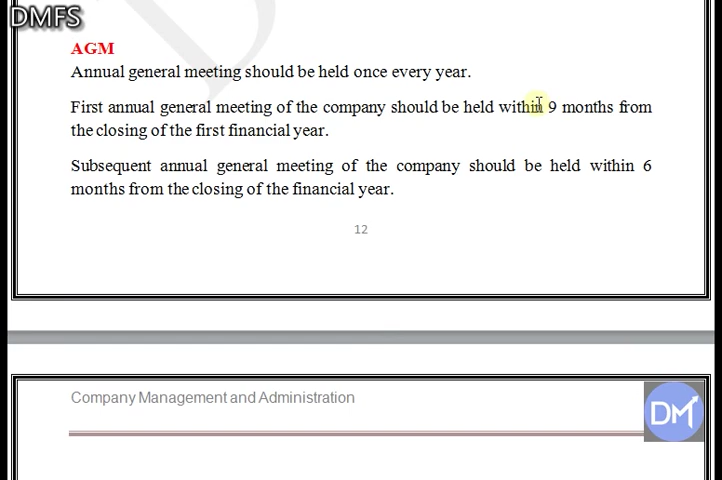 DMFS
AGM
Annual general meeting should be held once every year.
First annual general meeting of the company should be held within 9 months from
the closing of the first financial year.
Subsequent annual general meeting of the company should be held within 6
months from the closing of the financial year.
12
Company Management and Administration
DM